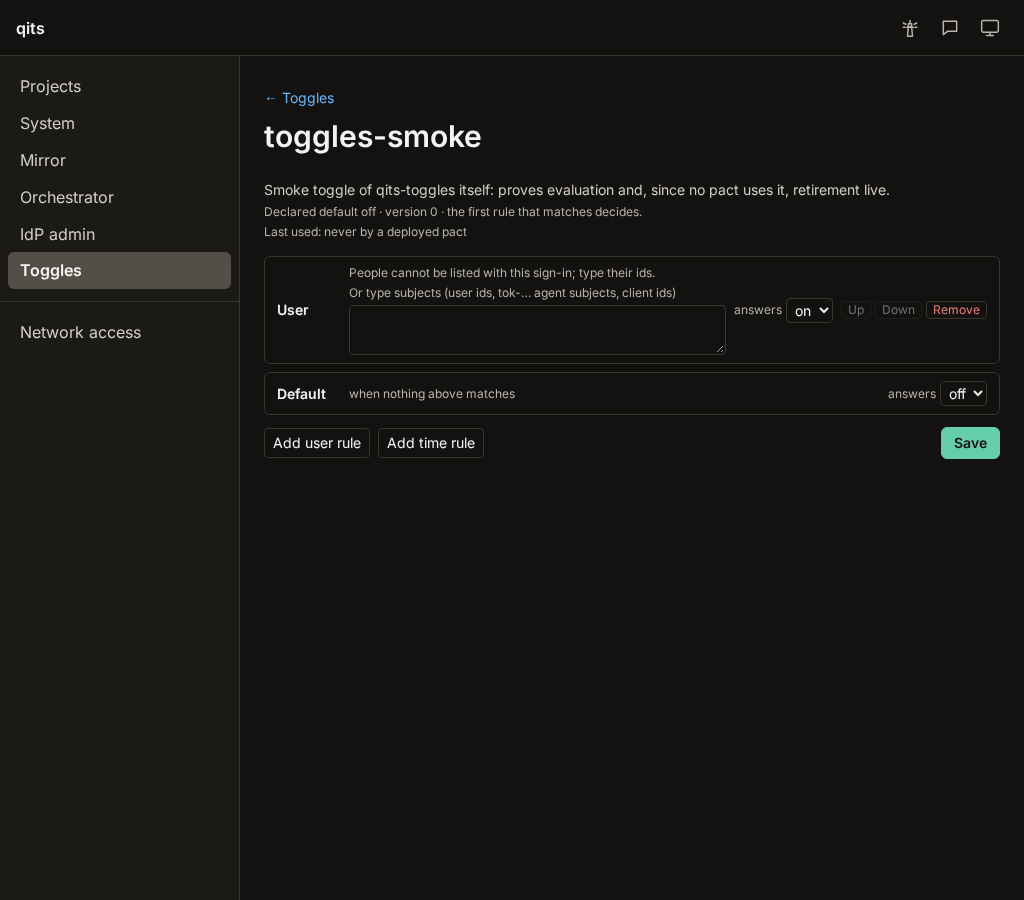 qits
Projects
System
Mirror
Orchestrator
IdP admin
Toggles
Network access
← Toggles
toggles-smoke
Smoke toggle of qits-toggles itself: proves evaluation and, since no pact uses it, retirement live.
Declared default off · version 0 · the first rule that matches decides.
Last used: never by a deployed pact
User
People cannot be listed with this sign-in; type their ids.
Or type subjects (user ids, tok-… agent subjects, client ids)
answers on Up Down Remove
Default when nothing above matches answers off
Add user rule Add time rule Save